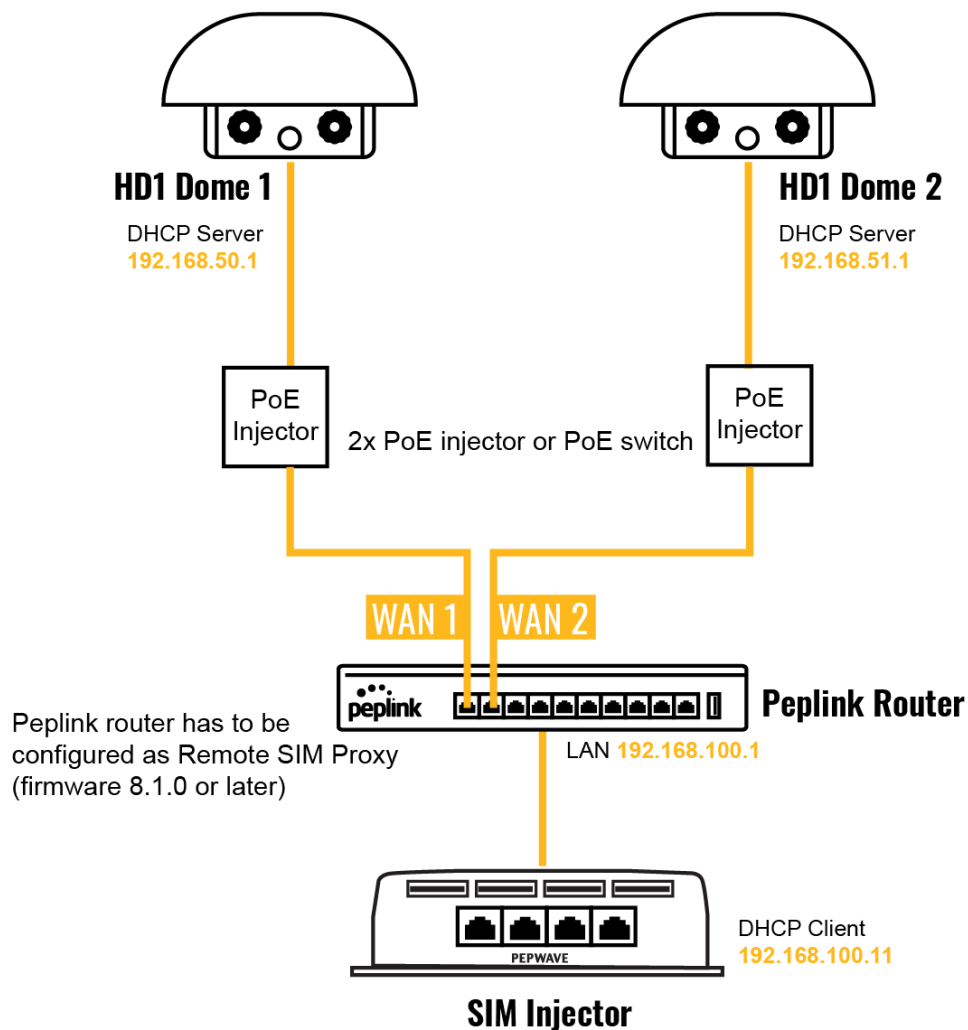 HD1 Dome 1
DHCP Server
192.168.50.1
HD1 Dome 2
DHCP Server
192.168.51.1
PoE
Injector
2x PoE injector or PoE switch
PoE
Injector
WAN 1
WAN 2
peplink
Peplink Router
Peplink router has to be
configured as Remote SIM Proxy
(firmware 8.1.0 or later)
LAN 192.168.100.1
PEPWAVE
DHCP Client
192.168.100.11
SIM Injector